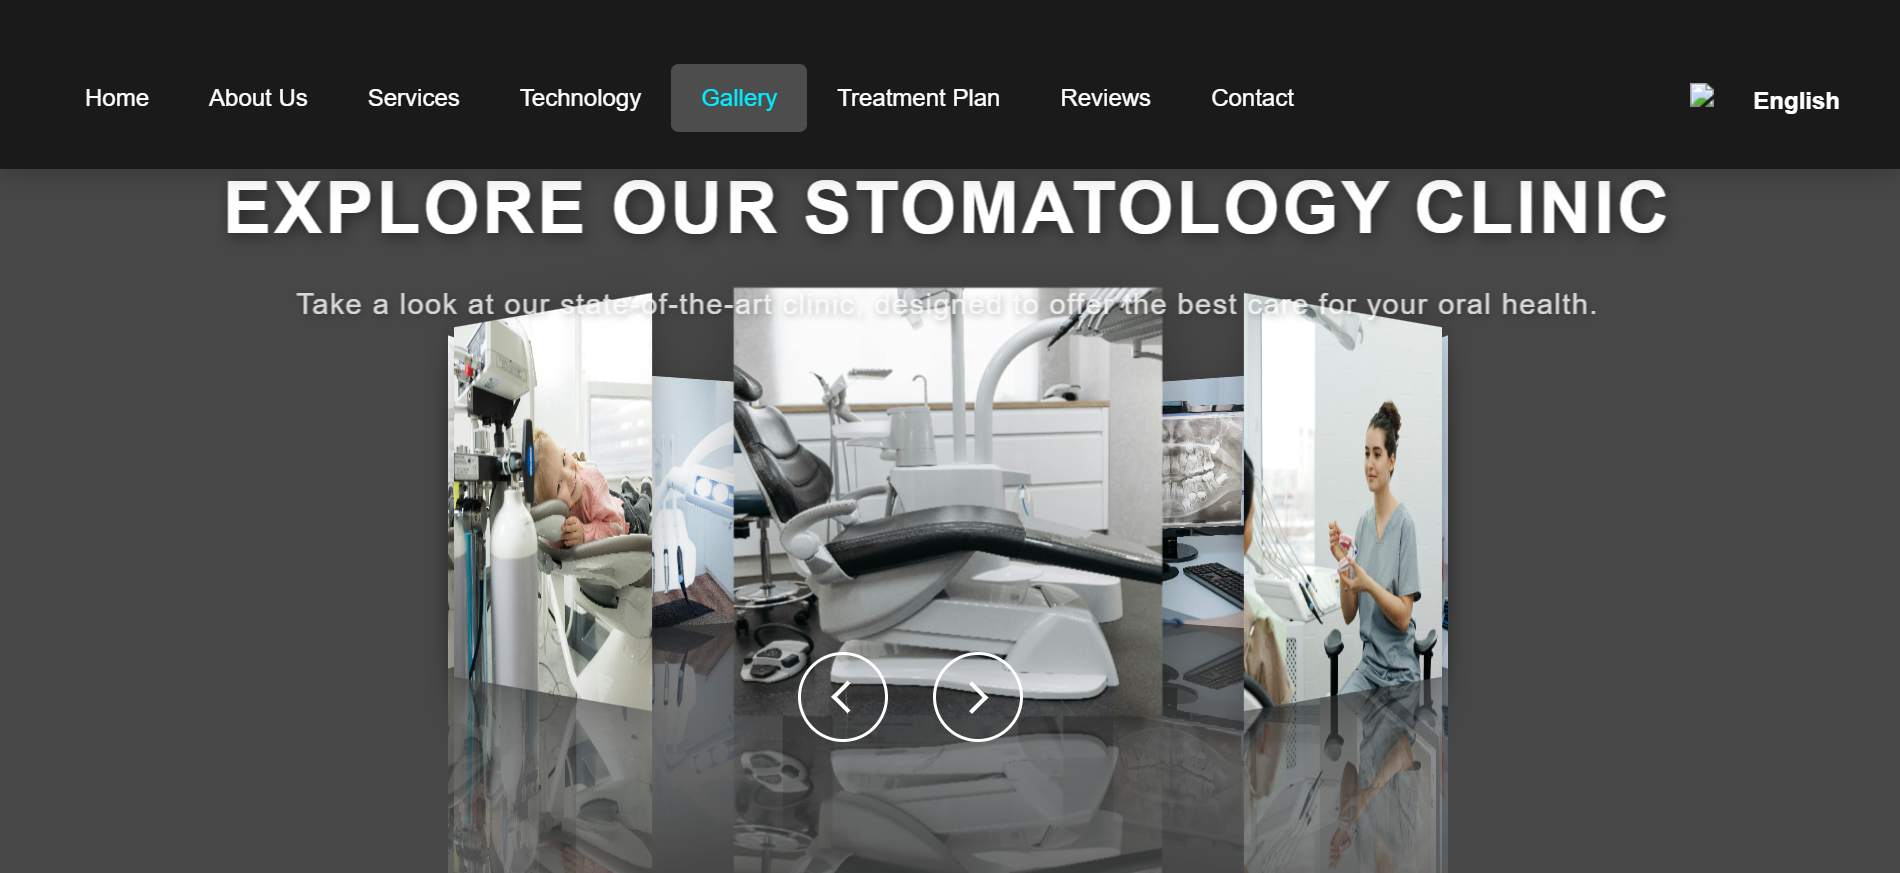 Home About Us Services Technology Gallery Treatment Plan Reviews Contact English
EXPLORE OUR STOMATOLOGY CLINIC
Take a look at our state-of-the-art clinic, designed to offer the best care for your oral health.